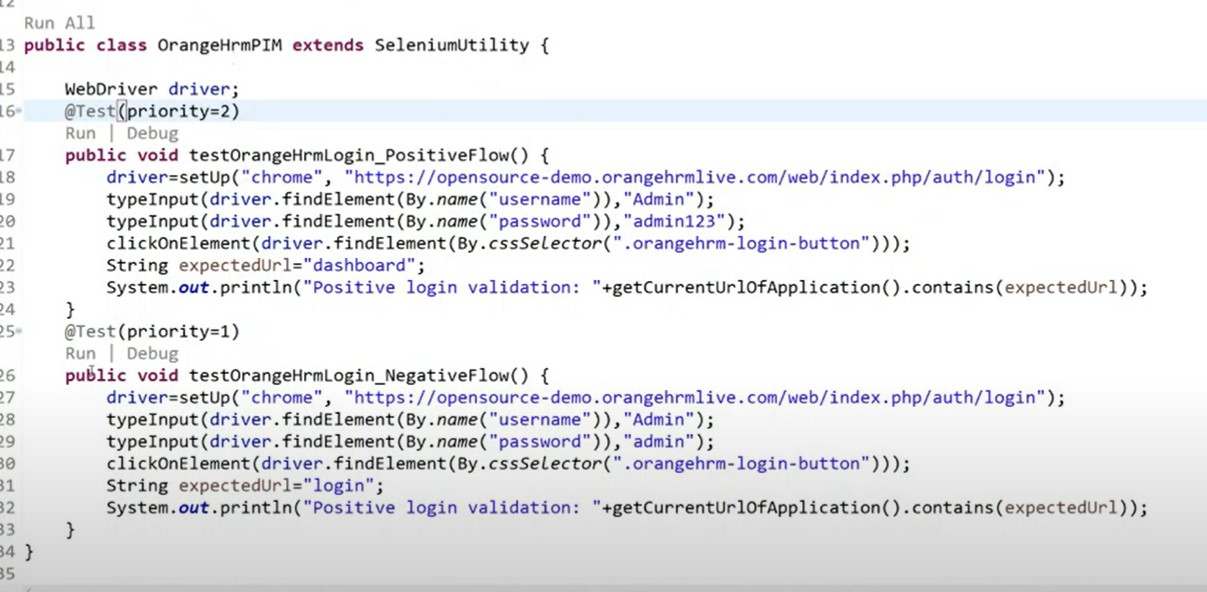 12
Run All
13 public class OrangeHrmPIM extends SeleniumUtility {
14
15 WebDriver driver;
16 @Test(priority=2)
Run | Debug
17 public void testOrangeHrmLogin_PositiveFlow() {
18 driver=setUp("chrome", "https://opensource-demo.orangehrmlive.com/web/index.php/auth/login");
19 typeInput(driver.findElement(By.name("username")),"Admin");
20 typeInput(driver.findElement(By.name("password")),"admin123");
21 clickOnElement(driver.findElement(By.cssSelector(".orangehrm-login-button")));
22 String expectedUrl="dashboard";
23 System.out.println("Positive login validation: "+getCurrentUrlOfApplication().contains(expectedUrl));
24 }
25 @Test(priority=1)
Run | Debug
26 public void testOrangeHrmLogin_NegativeFlow() {
27 driver=setUp("chrome", "https://opensource-demo.orangehrmlive.com/web/index.php/auth/login");
28 typeInput(driver.findElement(By.name("username")),"Admin");
29 typeInput(driver.findElement(By.name("password")),"admin");
30 clickOnElement(driver.findElement(By.cssSelector(".orangehrm-login-button")));
31 String expectedUrl="login";
32 System.out.println("Positive login validation: "+getCurrentUrlOfApplication().contains(expectedUrl));
33 }
34 }
35